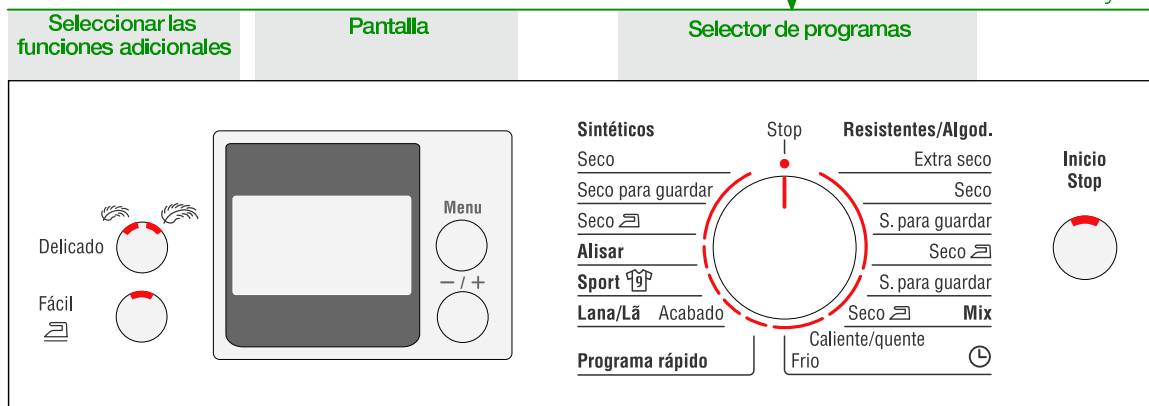 Seleccionar las
funciones adicionales
Pantalla
Selector de programas
Delicado
Fácil
Menu
− / +
Sintéticos
Seco
Seco para guardar
Seco
Alisar
Sport 9
Lana/Lã Acabado
Programa rápido
Stop
Resistentes/Algod.
Extra seco
Seco
S. para guardar
Seco
S. para guardar
Seco Mix
Caliente/quente
Frio
Inicio
Stop